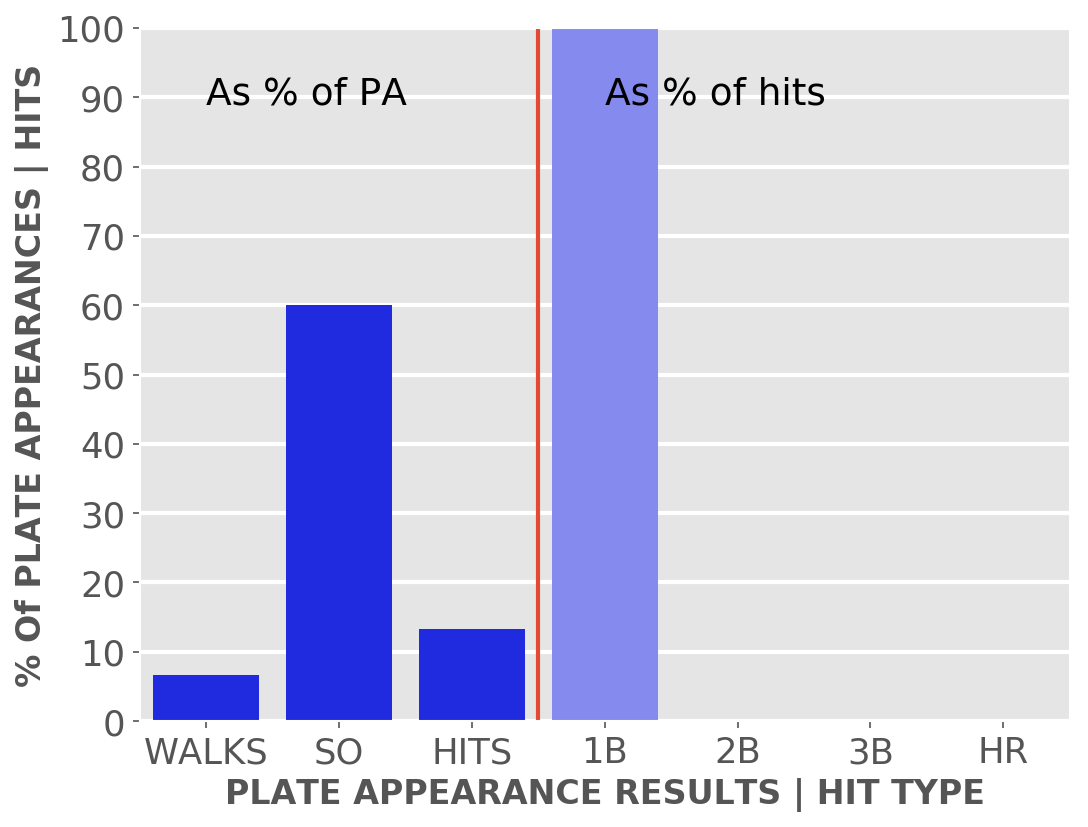 % Of PLATE APPEARANCES | HITS
100
90
80
70
60
50
40
30
20
10
0
As % of PA
As % of hits
WALKS SO HITS 1B 2B 3B HR
PLATE APPEARANCE RESULTS | HIT TYPE